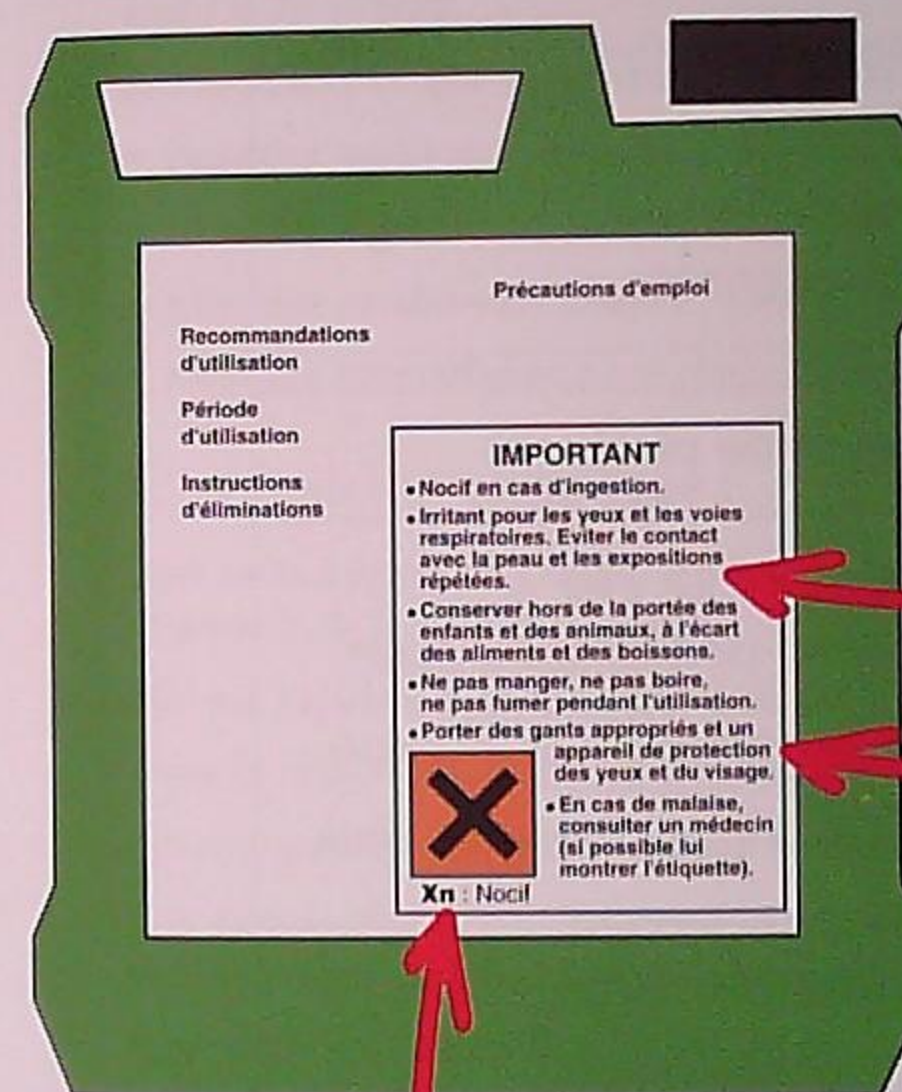 Précautions d'emploi
Recommandations
d'utilisation
Période
d'utilisation
Instructions
d'éliminations
IMPORTANT
• Nocif en cas d'ingestion.
• Irritant pour les yeux et les voies
respiratoires. Eviter le contact
avec la peau et les expositions
répétées.
• Conserver hors de la portée des
enfants et des animaux, à l'écart
des aliments et des boissons.
• Ne pas manger, ne pas boire,
ne pas fumer pendant l'utilisation.
• Porter des gants appropriés et un
appareil de protection
des yeux et du visage.
• En cas de malaise,
consulter un médecin
(si possible lui
montrer l'étiquette).
Xn : Nocif